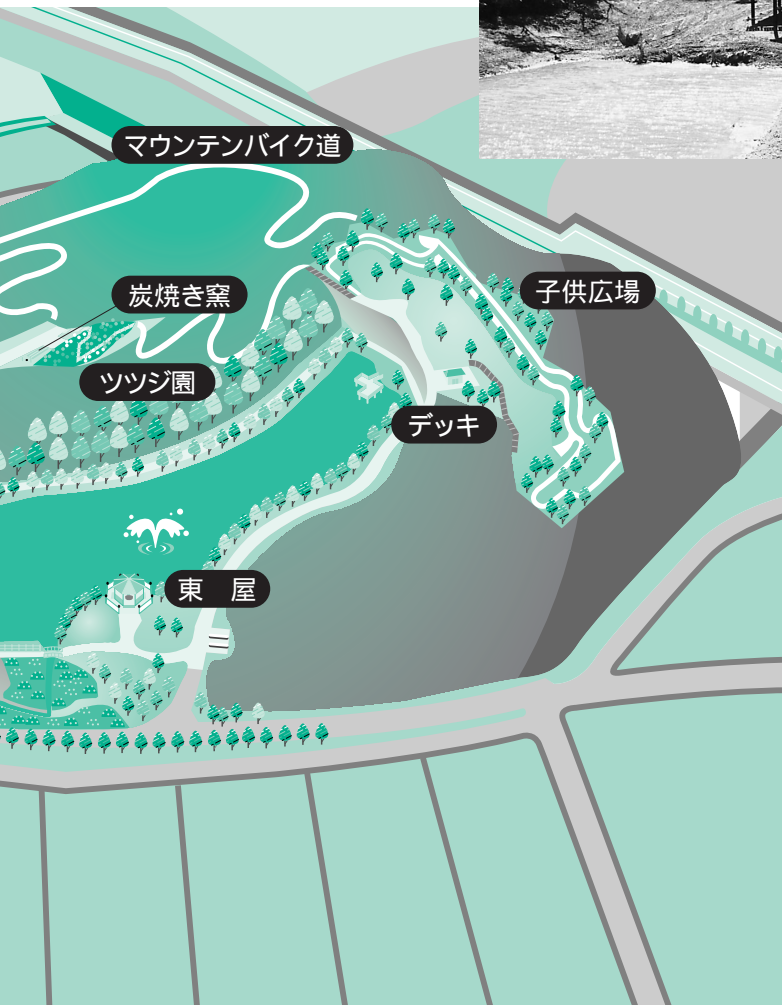 マウンテンバイク道
炭焼き窯
子供広場
ツツジ園
デッキ
東　屋